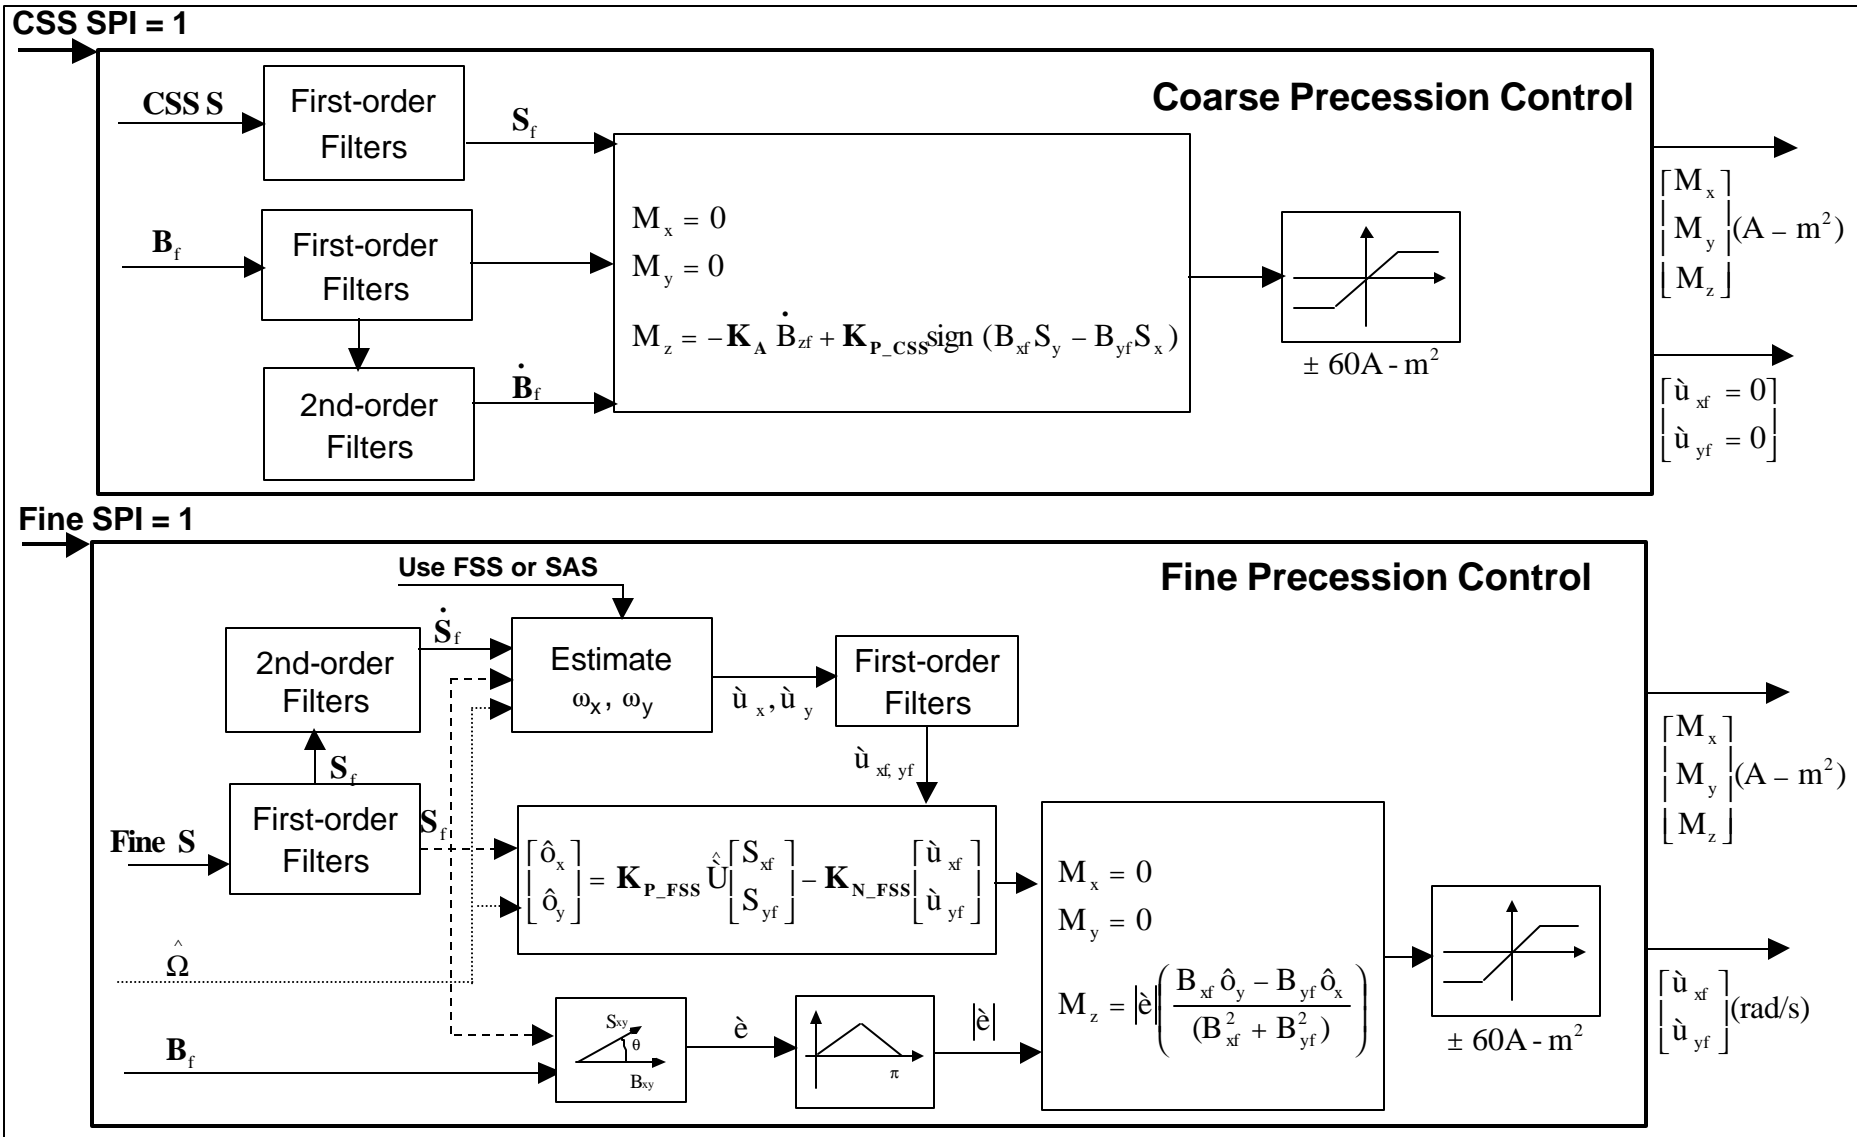 CSS SPI = 1
Coarse Precession Control
CSS S
First-order
Filters
S_f
B_f
First-order
Filters
2nd-order
Filters
Ḃ_f
M_x = 0
M_y = 0
M_z = −K_A Ḃ_zf + K_P_CSS sign (B_xf S_y − B_yf S_x)
± 60A - m²
[M_x
M_y
M_z] (A − m²)
[ù_xf = 0
ù_yf = 0]
Fine SPI = 1
Fine Precession Control
Use FSS or SAS
Ṡ_f
2nd-order
Filters
Estimate
ω_x, ω_y
ù_x, ù_y
First-order
Filters
S_f
ù_xf, yf
Fine S
First-order
Filters
S_f
[ô_x
ô_y] = K_P_FSS Ù̂ [S_xf
S_yf] − K_N_FSS [ù_xf
ù_yf]
Ω̂
B_f
S_xy
θ
B_xy
è
π
|è|
M_x = 0
M_y = 0
M_z = |è| ( (B_xf ô_y − B_yf ô_x) / (B_xf² + B_yf²) )
± 60A - m²
[M_x
M_y
M_z] (A − m²)
[ù_xf
ù_yf] (rad/s)